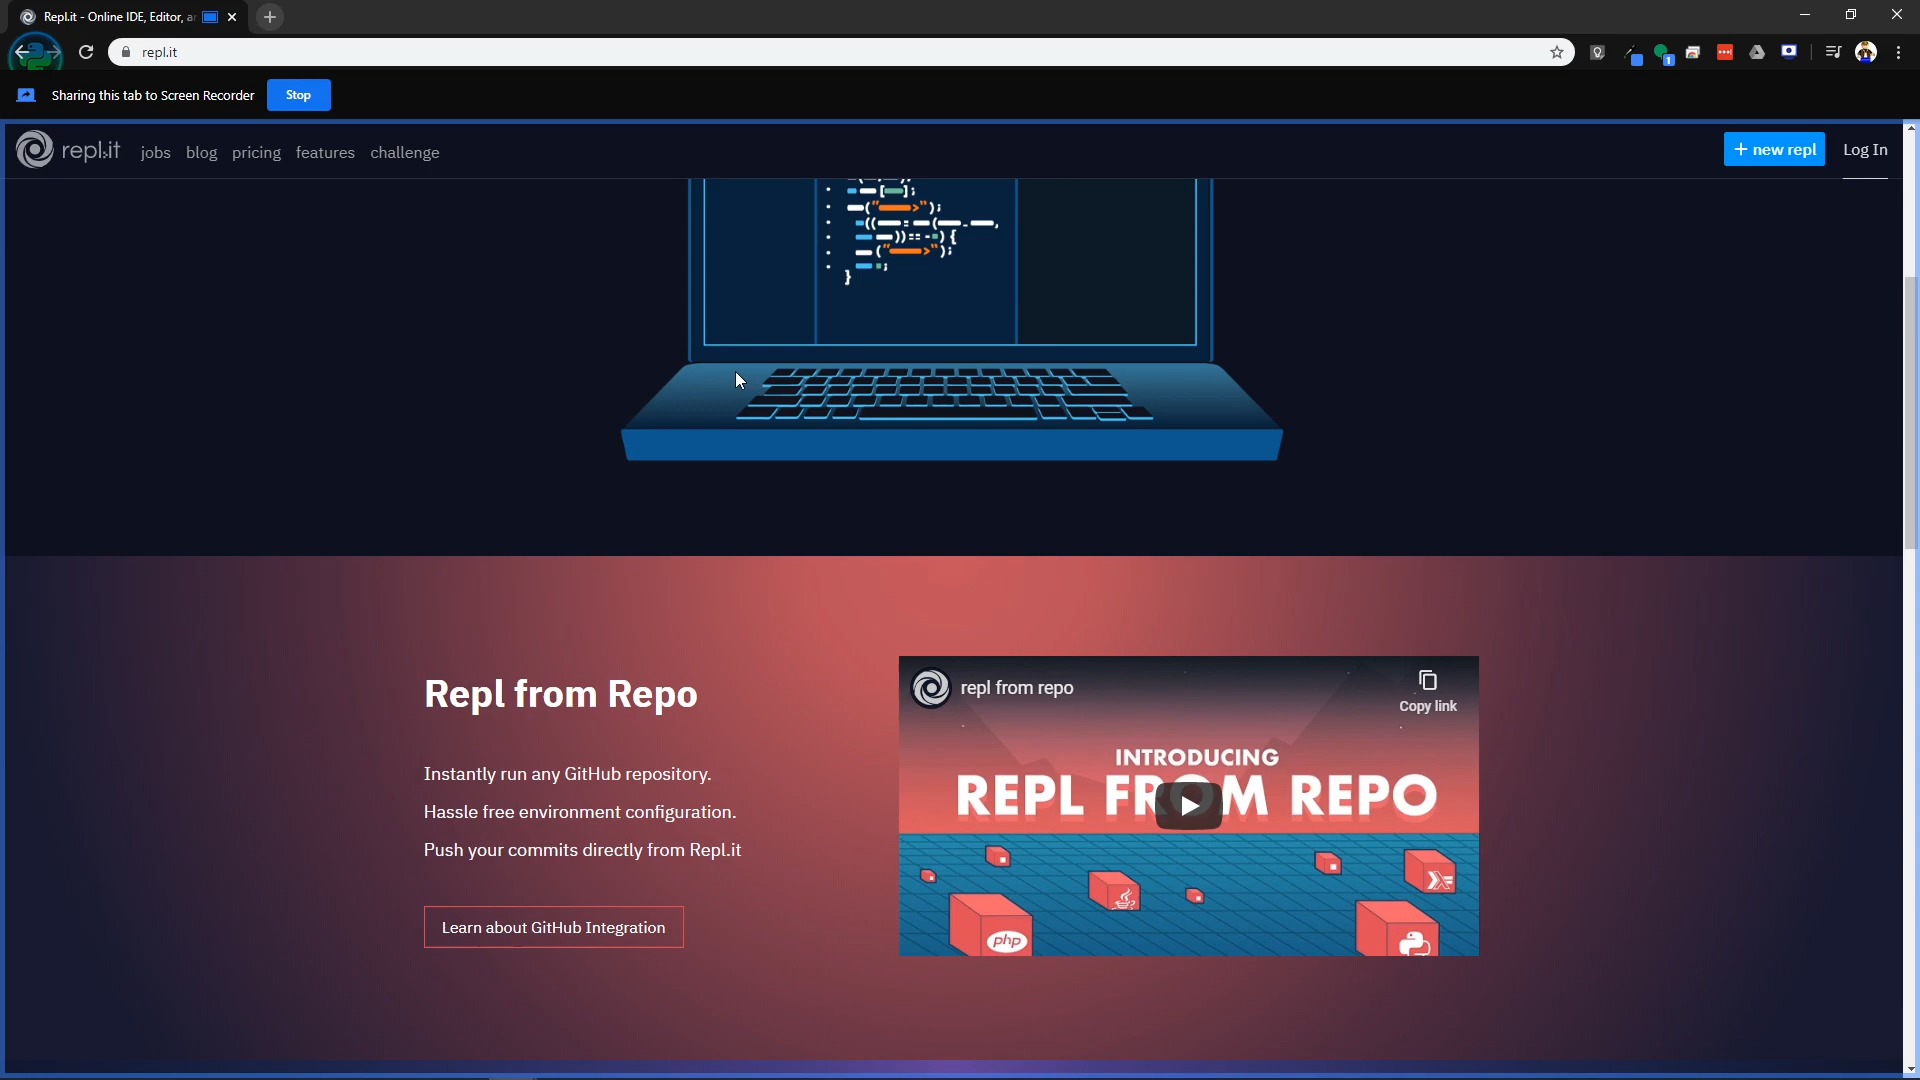 Repl.it - Online IDE, Editor, a
repl.it
1
Sharing this tab to Screen Recorder
Stop
repl.it
jobs
blog
pricing
features
challenge
+ new repl
Log In
Repl from Repo
Instantly run any GitHub repository.
Hassle free environment configuration.
Push your commits directly from Repl.it
Learn about GitHub Integration
repl from repo
Copy link
INTRODUCING
REPL FROM REPO
php